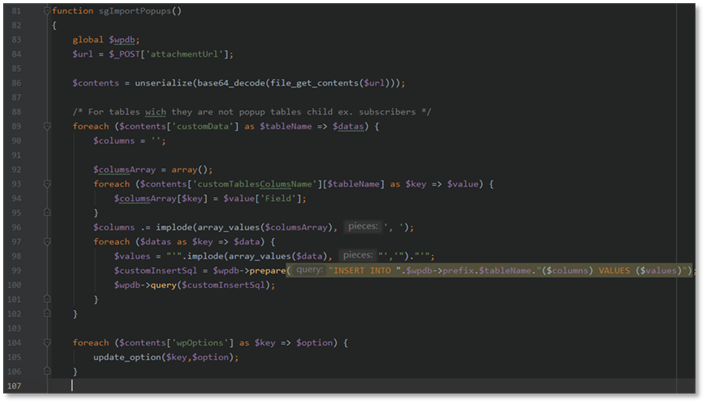 81 function sgImportPopups()
82 {
83     global $wpdb;
84     $url = $_POST['attachmentUrl'];
85
86     $contents = unserialize(base64_decode(file_get_contents($url)));
87
88     /* For tables wich they are not popup tables child ex. subscribers */
89     foreach ($contents['customData'] as $tableName => $datas) {
90         $columns = '';
91
92         $columsArray = array();
93         foreach ($contents['customTablesColumsName'][$tableName] as $key => $value) {
94             $columsArray[$key] = $value['Field'];
95         }
96         $columns .= implode(array_values($columsArray), pieces: ', ');
97         foreach ($datas as $key => $data) {
98             $values = "'".implode(array_values($data), pieces: "','")."'";
99             $customInsertSql = $wpdb->prepare( query: "INSERT INTO ".$wpdb->prefix.$tableName."($columns) VALUES ($values)");
100             $wpdb->query($customInsertSql);
101         }
102     }
103
104     foreach ($contents['wpOptions'] as $key => $option) {
105         update_option($key,$option);
106     }
107